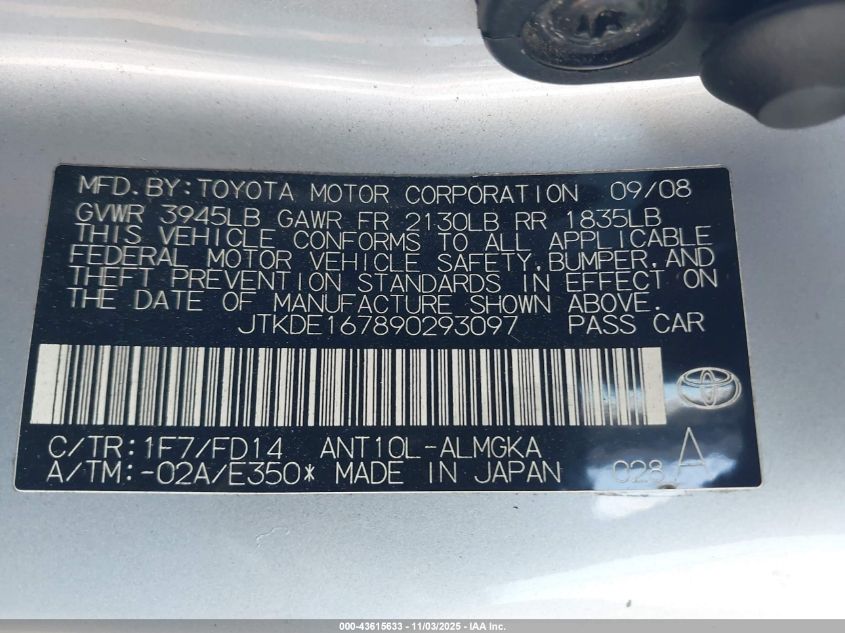 MFD. BY: TOYOTA MOTOR CORPORATION 09/08
GVWR 3945LB GAWR FR 2130LB RR 1835LB
THIS VEHICLE CONFORMS TO ALL APPLICABLE
FEDERAL MOTOR VEHICLE SAFETY, BUMPER, AND
THEFT PREVENTION STANDARDS IN EFFECT ON
THE DATE OF MANUFACTURE SHOWN ABOVE.
JTKDE167890293097 PASS CAR
C/TR: 1F7/FD14 ANT10L-ALMGKA
A/TM: -02A/E350* MADE IN JAPAN 028 A
000-43615633 - 11/03/2025 - IAA Inc.